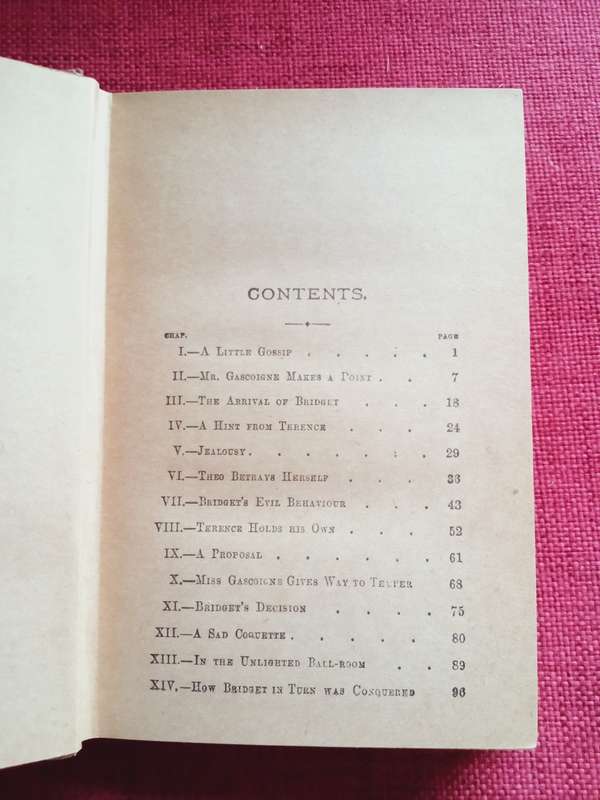 CONTENTS.
CHAP. PAGE
I.—A Little Gossip . . . . . 1
II.—Mr. Gascoigne Makes a Point . . 7
III.—The Arrival of Bridget . . . 18
IV.—A Hint from Terence . . . 24
V.—Jealousy . . . . . . 29
VI.—Theo Betrays Herself . . . 33
VII.—Bridget's Evil Behaviour . . . 43
VIII.—Terence Holds his Own . . . 52
IX.—A Proposal . . . . . . 61
X.—Miss Gascoigne Gives Way to Temper 68
XI.—Bridget's Decision . . . . 75
XII.—A Sad Coquette . . . . . 80
XIII.—In the Unlighted Ball-room . . 89
XIV.—How Bridget in Turn was Conquered 96